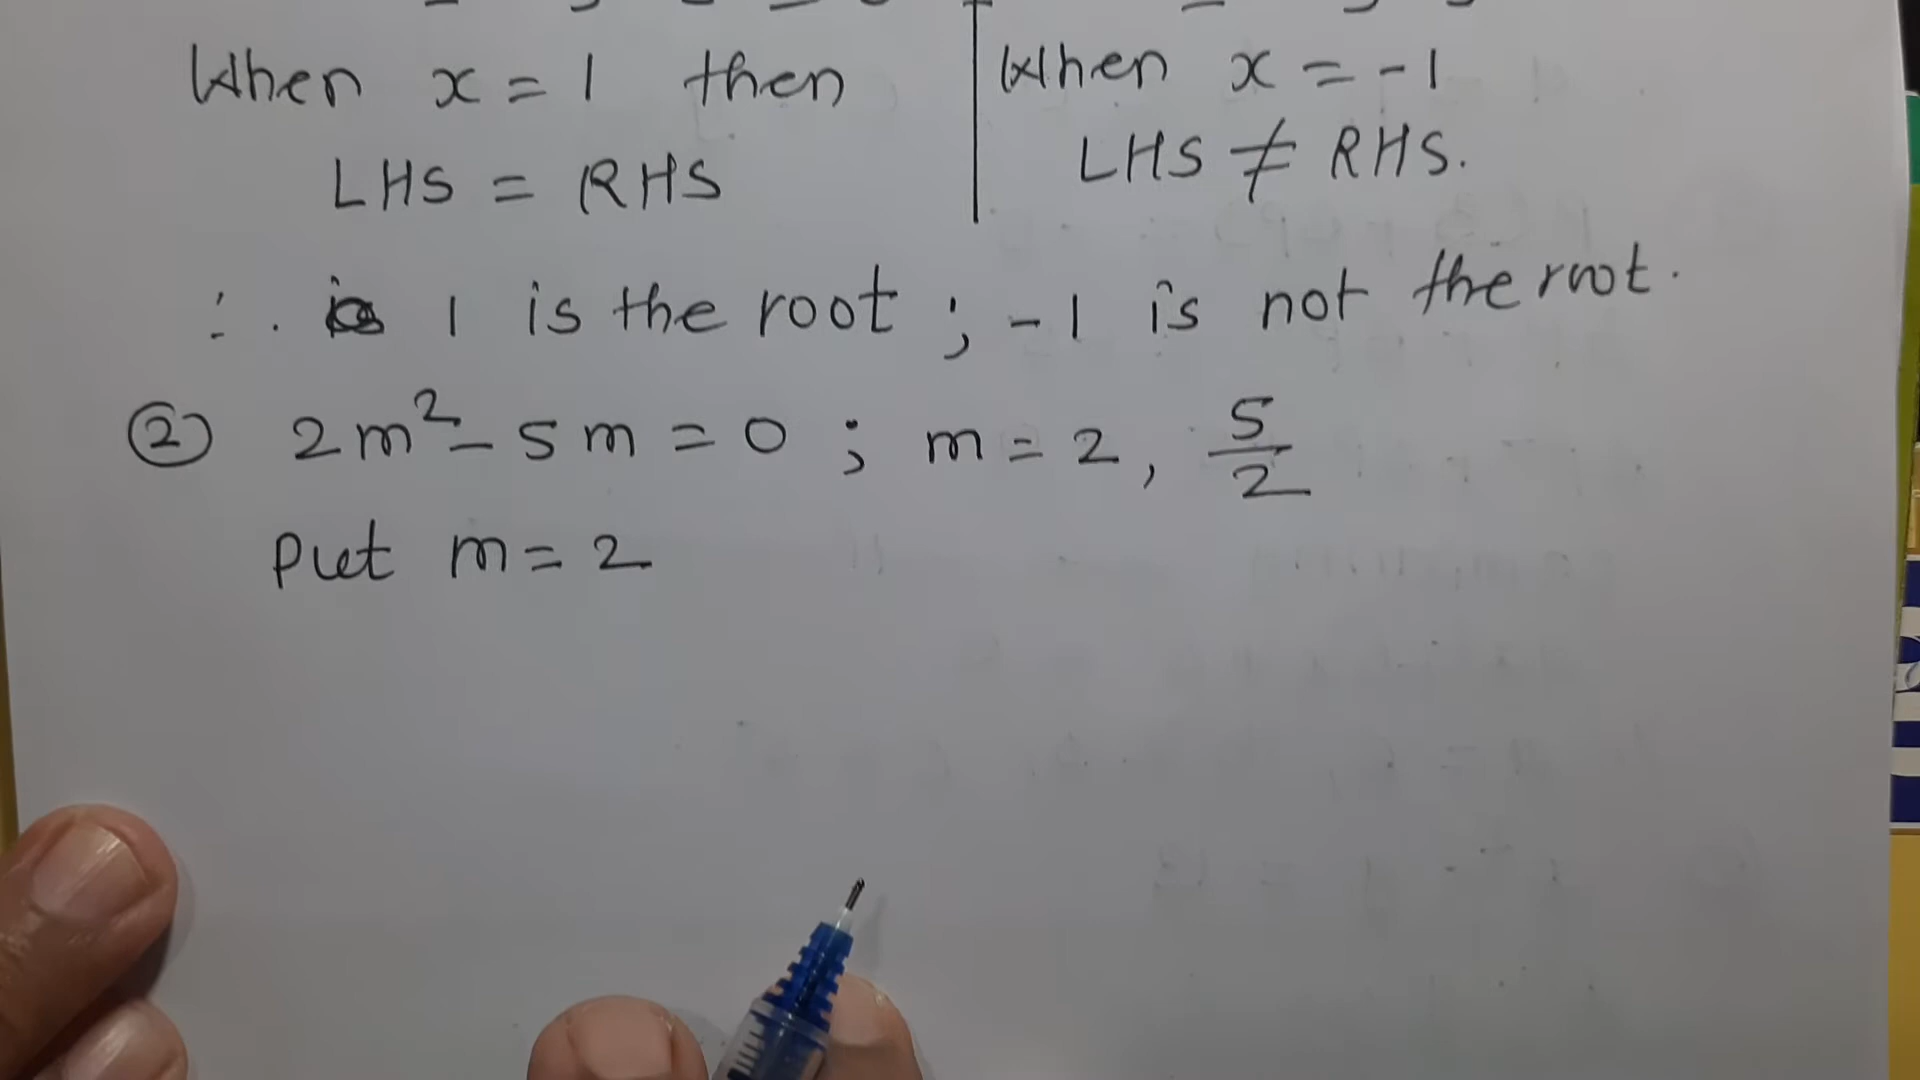 When x = 1 then
LHS = RHS
When x = -1
LHS ≠ RHS.
∴ 1 is the root ; -1 is not the root.
② 2m² - 5m = 0 ; m = 2, 5/2
Put m = 2